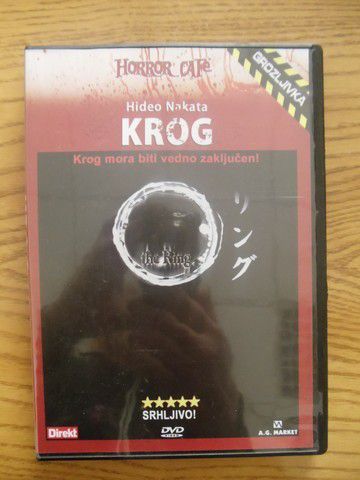 HORROR CAFe
GROZLJIVKA
Hideo Nakata
KROG
Krog mora biti vedno zaključen!
リング
the Ring
SRHLJIVO!
Direkt
DVD
VIDEO
A.G. MARKET